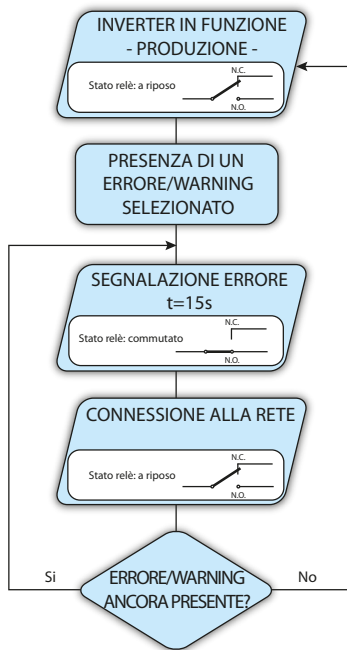 INVERTER IN FUNZIONE
- PRODUZIONE -
N.C.
Stato relè: a riposo
N.O.
PRESENZA DI UN
ERRORE/WARNING
SELEZIONATO
SEGNALAZIONE ERRORE
t=15s
N.C.
Stato relè: commutato
N.O.
CONNESSIONE ALLA RETE
N.C.
Stato relè: a riposo
N.O.
Si
No
ERRORE/WARNING
ANCORA PRESENTE?